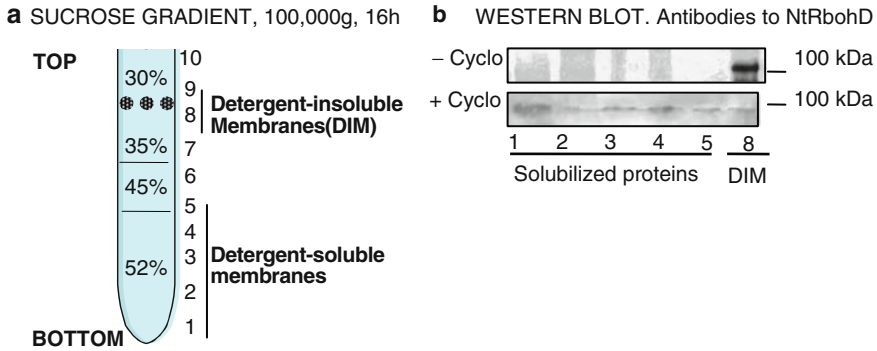 a SUCROSE GRADIENT, 100,000g, 16h
TOP
30%
35%
45%
52%
BOTTOM
10
9
8
7
6
5
4
3
2
1
Detergent-insoluble
Membranes(DIM)
Detergent-soluble
membranes
b WESTERN BLOT. Antibodies to NtRbohD
– Cyclo
100 kDa
+ Cyclo
100 kDa
1 2 3 4 5 8
Solubilized proteins DIM